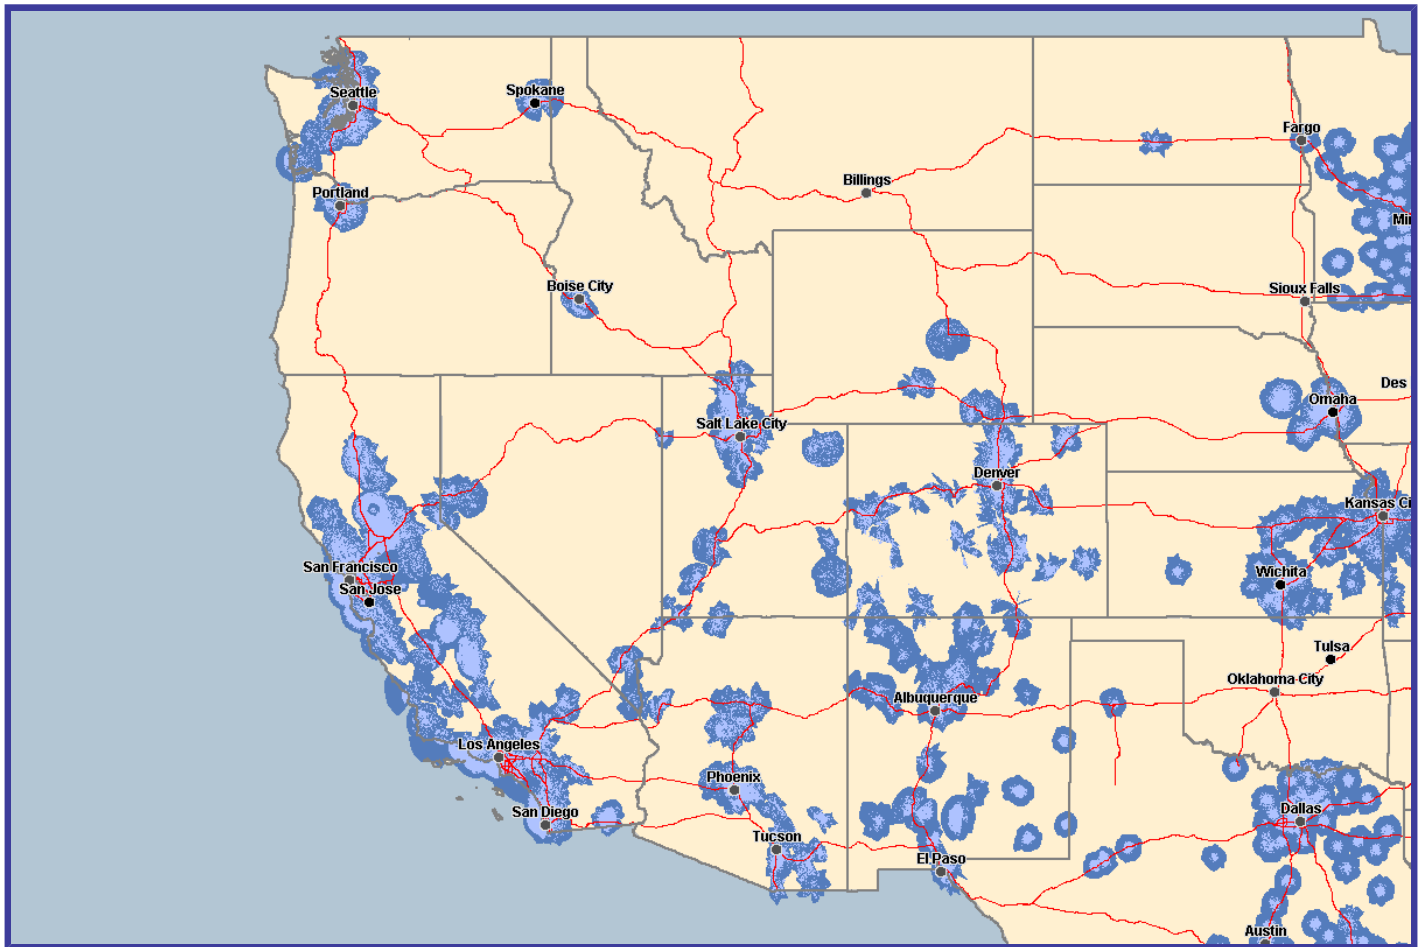 Seattle
Spokane
Fargo
Portland
Billings
Min
Boise City
Sioux Falls
Des
Omaha
Salt Lake City
Denver
Kansas Ci
San Francisco
San Jose
Wichita
Tulsa
Oklahoma City
Albuquerque
Los Angeles
Phoenix
San Diego
Dallas
Tucson
El Paso
Austin